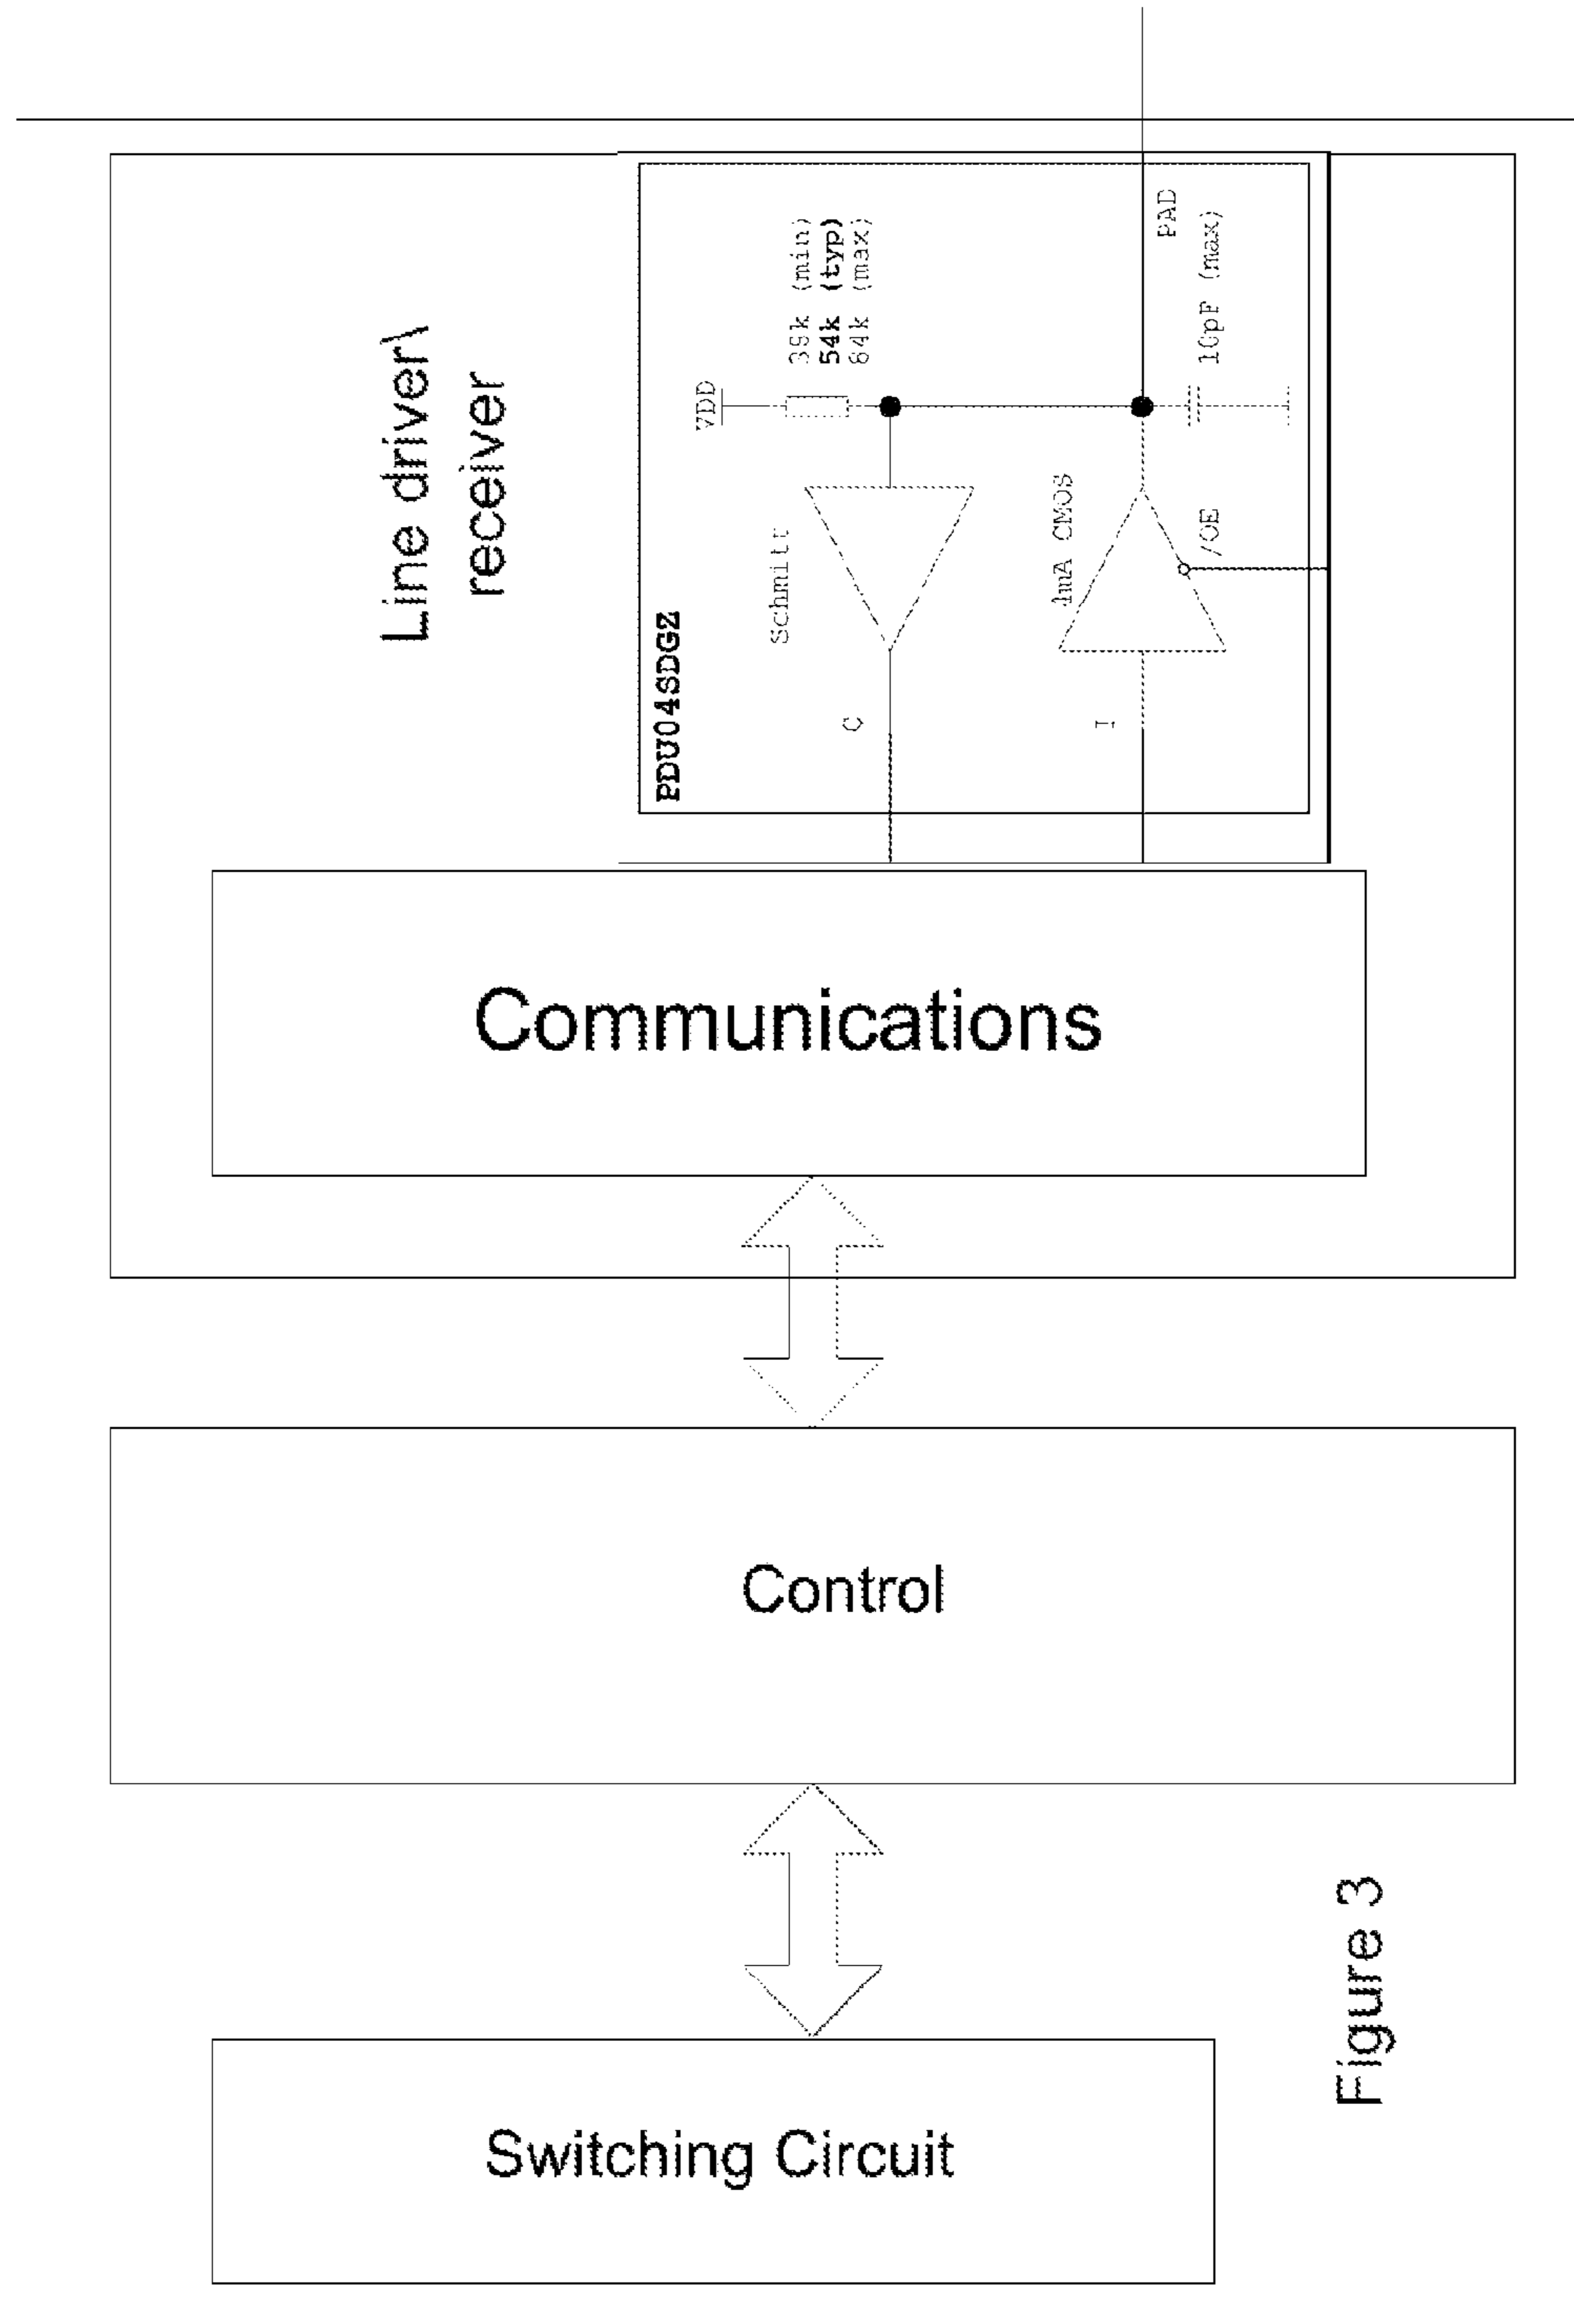 Line driver\
receiver
PDU04SDGZ
VDD
39k (min)
54k (typ)
84k (max)
Schmitt
C
4mA CMOS
/OE
I
PAD
10pF (max)
Communications
Control
Switching Circuit
Figure 3